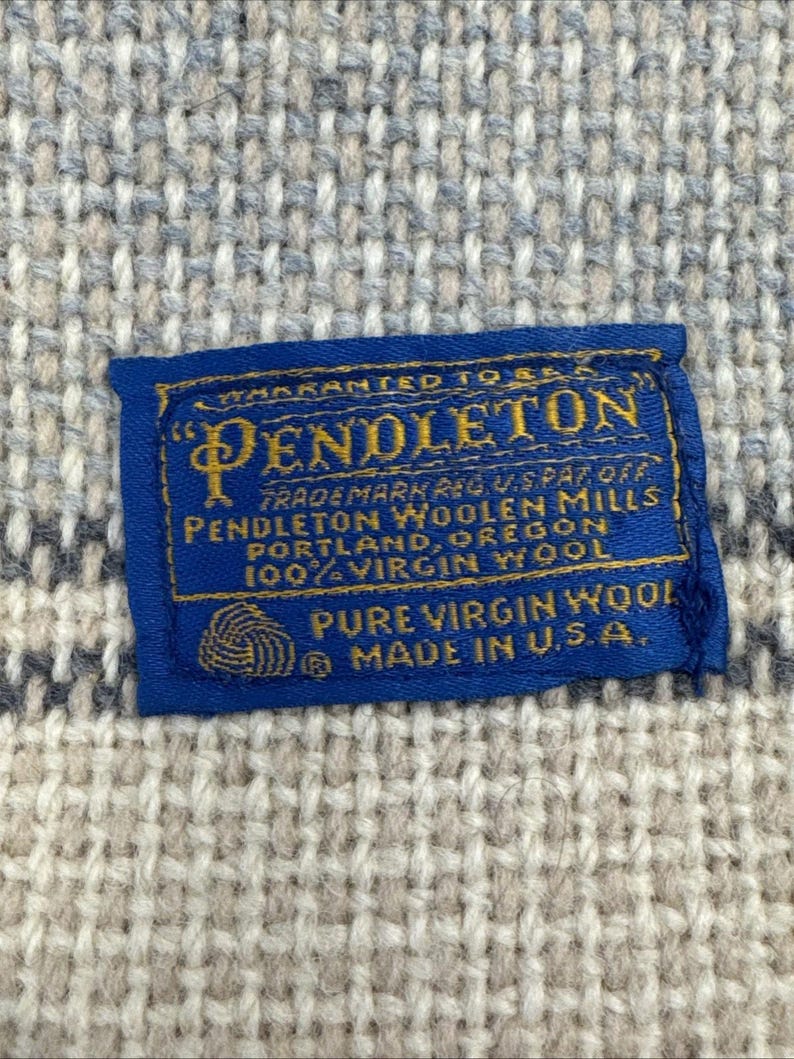 WARRANTED TO BE A
"PENDLETON"
TRADEMARK REG. U.S. PAT. OFF
PENDLETON WOOLEN MILLS
PORTLAND, OREGON
100% VIRGIN WOOL
PURE VIRGIN WOOL
® MADE IN U.S.A.